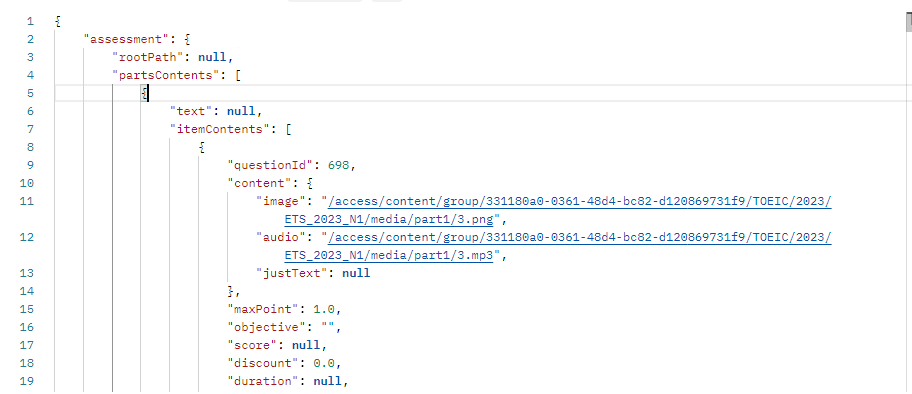 1 {
2 "assessment": {
3 "rootPath": null,
4 "partsContents": [
5 {
6 "text": null,
7 "itemContents": [
8 {
9 "questionId": 698,
10 "content": {
11 "image": "/access/content/group/331180a0-0361-48d4-bc82-d120869731f9/TOEIC/2023/
ETS_2023_N1/media/part1/3.png",
12 "audio": "/access/content/group/331180a0-0361-48d4-bc82-d120869731f9/TOEIC/2023/
ETS_2023_N1/media/part1/3.mp3",
13 "justText": null
14 },
15 "maxPoint": 1.0,
16 "objective": "",
17 "score": null,
18 "discount": 0.0,
19 "duration": null,